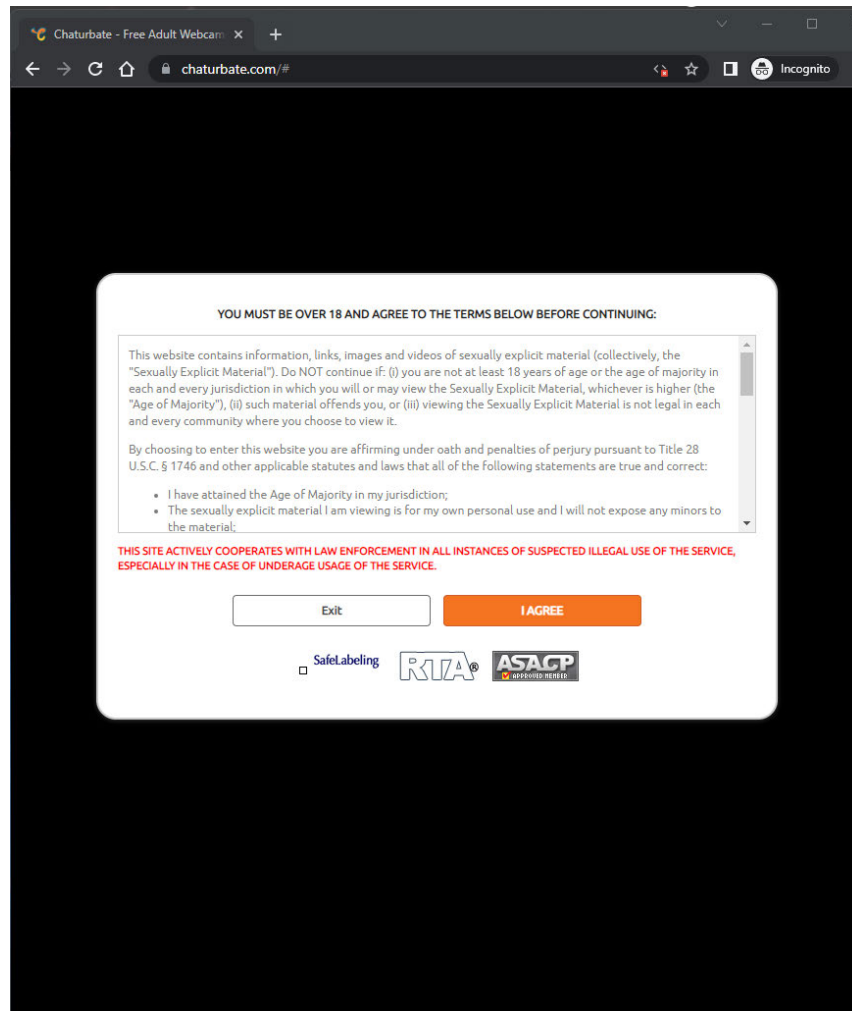 Chaturbate - Free Adult Webcam
chaturbate.com/#
Incognito
YOU MUST BE OVER 18 AND AGREE TO THE TERMS BELOW BEFORE CONTINUING:
This website contains information, links, images and videos of sexually explicit material (collectively, the
"Sexually Explicit Material"). Do NOT continue if: (i) you are not at least 18 years of age or the age of majority in
each and every jurisdiction in which you will or may view the Sexually Explicit Material, whichever is higher (the
"Age of Majority"), (ii) such material offends you, or (iii) viewing the Sexually Explicit Material is not legal in each
and every community where you choose to view it.
By choosing to enter this website you are affirming under oath and penalties of perjury pursuant to Title 28
U.S.C. § 1746 and other applicable statutes and laws that all of the following statements are true and correct:
• I have attained the Age of Majority in my jurisdiction;
• The sexually explicit material I am viewing is for my own personal use and I will not expose any minors to
the material;
THIS SITE ACTIVELY COOPERATES WITH LAW ENFORCEMENT IN ALL INSTANCES OF SUSPECTED ILLEGAL USE OF THE SERVICE,
ESPECIALLY IN THE CASE OF UNDERAGE USAGE OF THE SERVICE.
Exit
I AGREE
SafeLabeling
RTA®
ASACP
APPROVED MEMBER